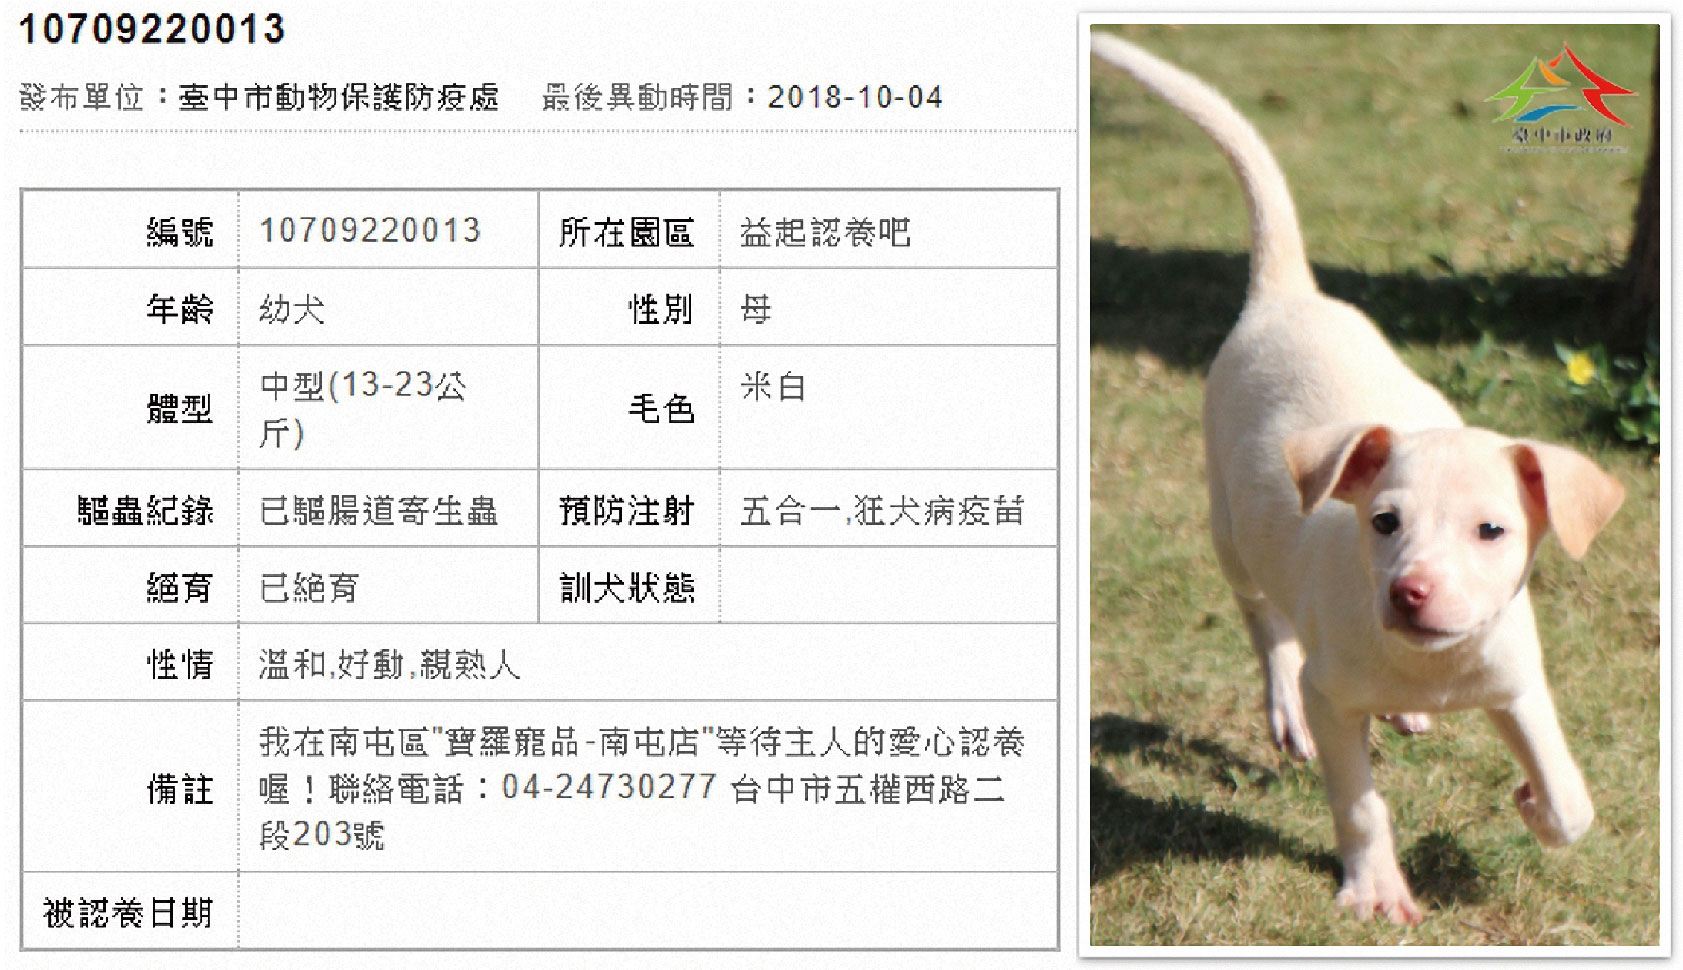 10709220013
發布單位：臺中市動物保護防疫處 最後異動時間：2018-10-04
編號 10709220013 所在園區 益起認養吧
年齡 幼犬 性別 母
體型 中型(13-23公
斤) 毛色 米白
驅蟲紀錄 已驅腸道寄生蟲 預防注射 五合一,狂犬病疫苗
絕育 已絕育 訓犬狀態
性情 溫和,好動,親熟人
備註 我在南屯區"寶羅寵品-南屯店"等待主人的愛心認養
喔！聯絡電話：04-24730277 台中市五權西路二
段203號
被認養日期
臺中市政府